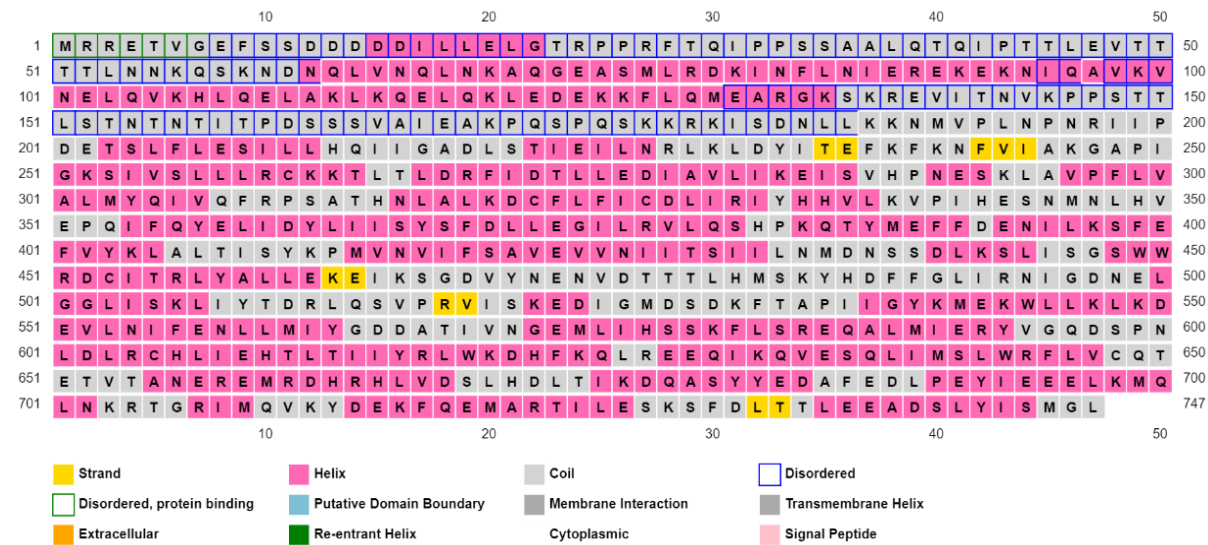 10 20 30 40 50
1 M R R E T V G E F S S D D D D D I L L E L G T R P P R F T Q I P P S S A A L Q T Q I P T T L E V T T 50
51 T T L N N K Q S K N D N Q L V N Q L N K A Q G E A S M L R D K I N F L N I E R E K E K N I Q A V K V 100
101 N E L Q V K H L Q E L A K L K Q E L Q K L E D E K K F L Q M E A R G K S K R E V I T N V K P P S T T 150
151 L S T N T N T I T P D S S S V A I E A K P Q S P Q S K K R K I S D N L L K K N M V P L N P N R I I P 200
201 D E T S L F L E S I L L H Q I I G A D L S T I E I L N R L K L D Y I T E F K F K N F V I A K G A P I 250
251 G K S I V S L L L R C K K T L T L D R F I D T L L E D I A V L I K E I S V H P N E S K L A V P F L V 300
301 A L M Y Q I V Q F R P S A T H N L A L K D C F L F I C D L I R I Y H H V L K V P I H E S N M N L H V 350
351 E P Q I F Q Y E L I D Y L I I S Y S F D L L E G I L R V L Q S H P K Q T Y M E F F D E N I L K S F E 400
401 F V Y K L A L T I S Y K P M V N V I F S A V E V V N I I T S I I L N M D N S S D L K S L I S G S W W 450
451 R D C I T R L Y A L L E K E I K S G D V Y N E N V D T T T L H M S K Y H D F F G L I R N I G D N E L 500
501 G G L I S K L I Y T D R L Q S V P R V I S K E D I G M D S D K F T A P I I G Y K M E K W L L K L K D 550
551 E V L N I F E N L L M I Y G D D A T I V N G E M L I H S S K F L S R E Q A L M I E R Y V G Q D S P N 600
601 L D L R C H L I E H T L T I I Y R L W K D H F K Q L R E E Q I K Q V E S Q L I M S L W R F L V C Q T 650
651 E T V T A N E R E M R D H R H L V D S L H D L T I K D Q A S Y Y E D A F E D L P E Y I E E E L K M Q 700
701 L N K R T G R I M Q V K Y D E K F Q E M A R T I L E S K S F D L T T L E E A D S L Y I S M G L 747
10 20 30 40 50
Strand Helix Coil Disordered
Disordered, protein binding Putative Domain Boundary Membrane Interaction Transmembrane Helix
Extracellular Re-entrant Helix Cytoplasmic Signal Peptide